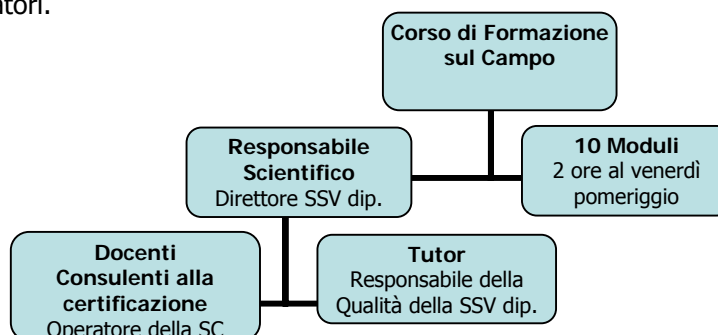 atori.
Corso di Formazione
sul Campo
Responsabile
Scientifico
Direttore SSV dip.
10 Moduli
2 ore al venerdì
pomeriggio
Docenti
Consulenti alla
certificazione
Operatore della SC
Tutor
Responsabile della
Qualità della SSV dip.